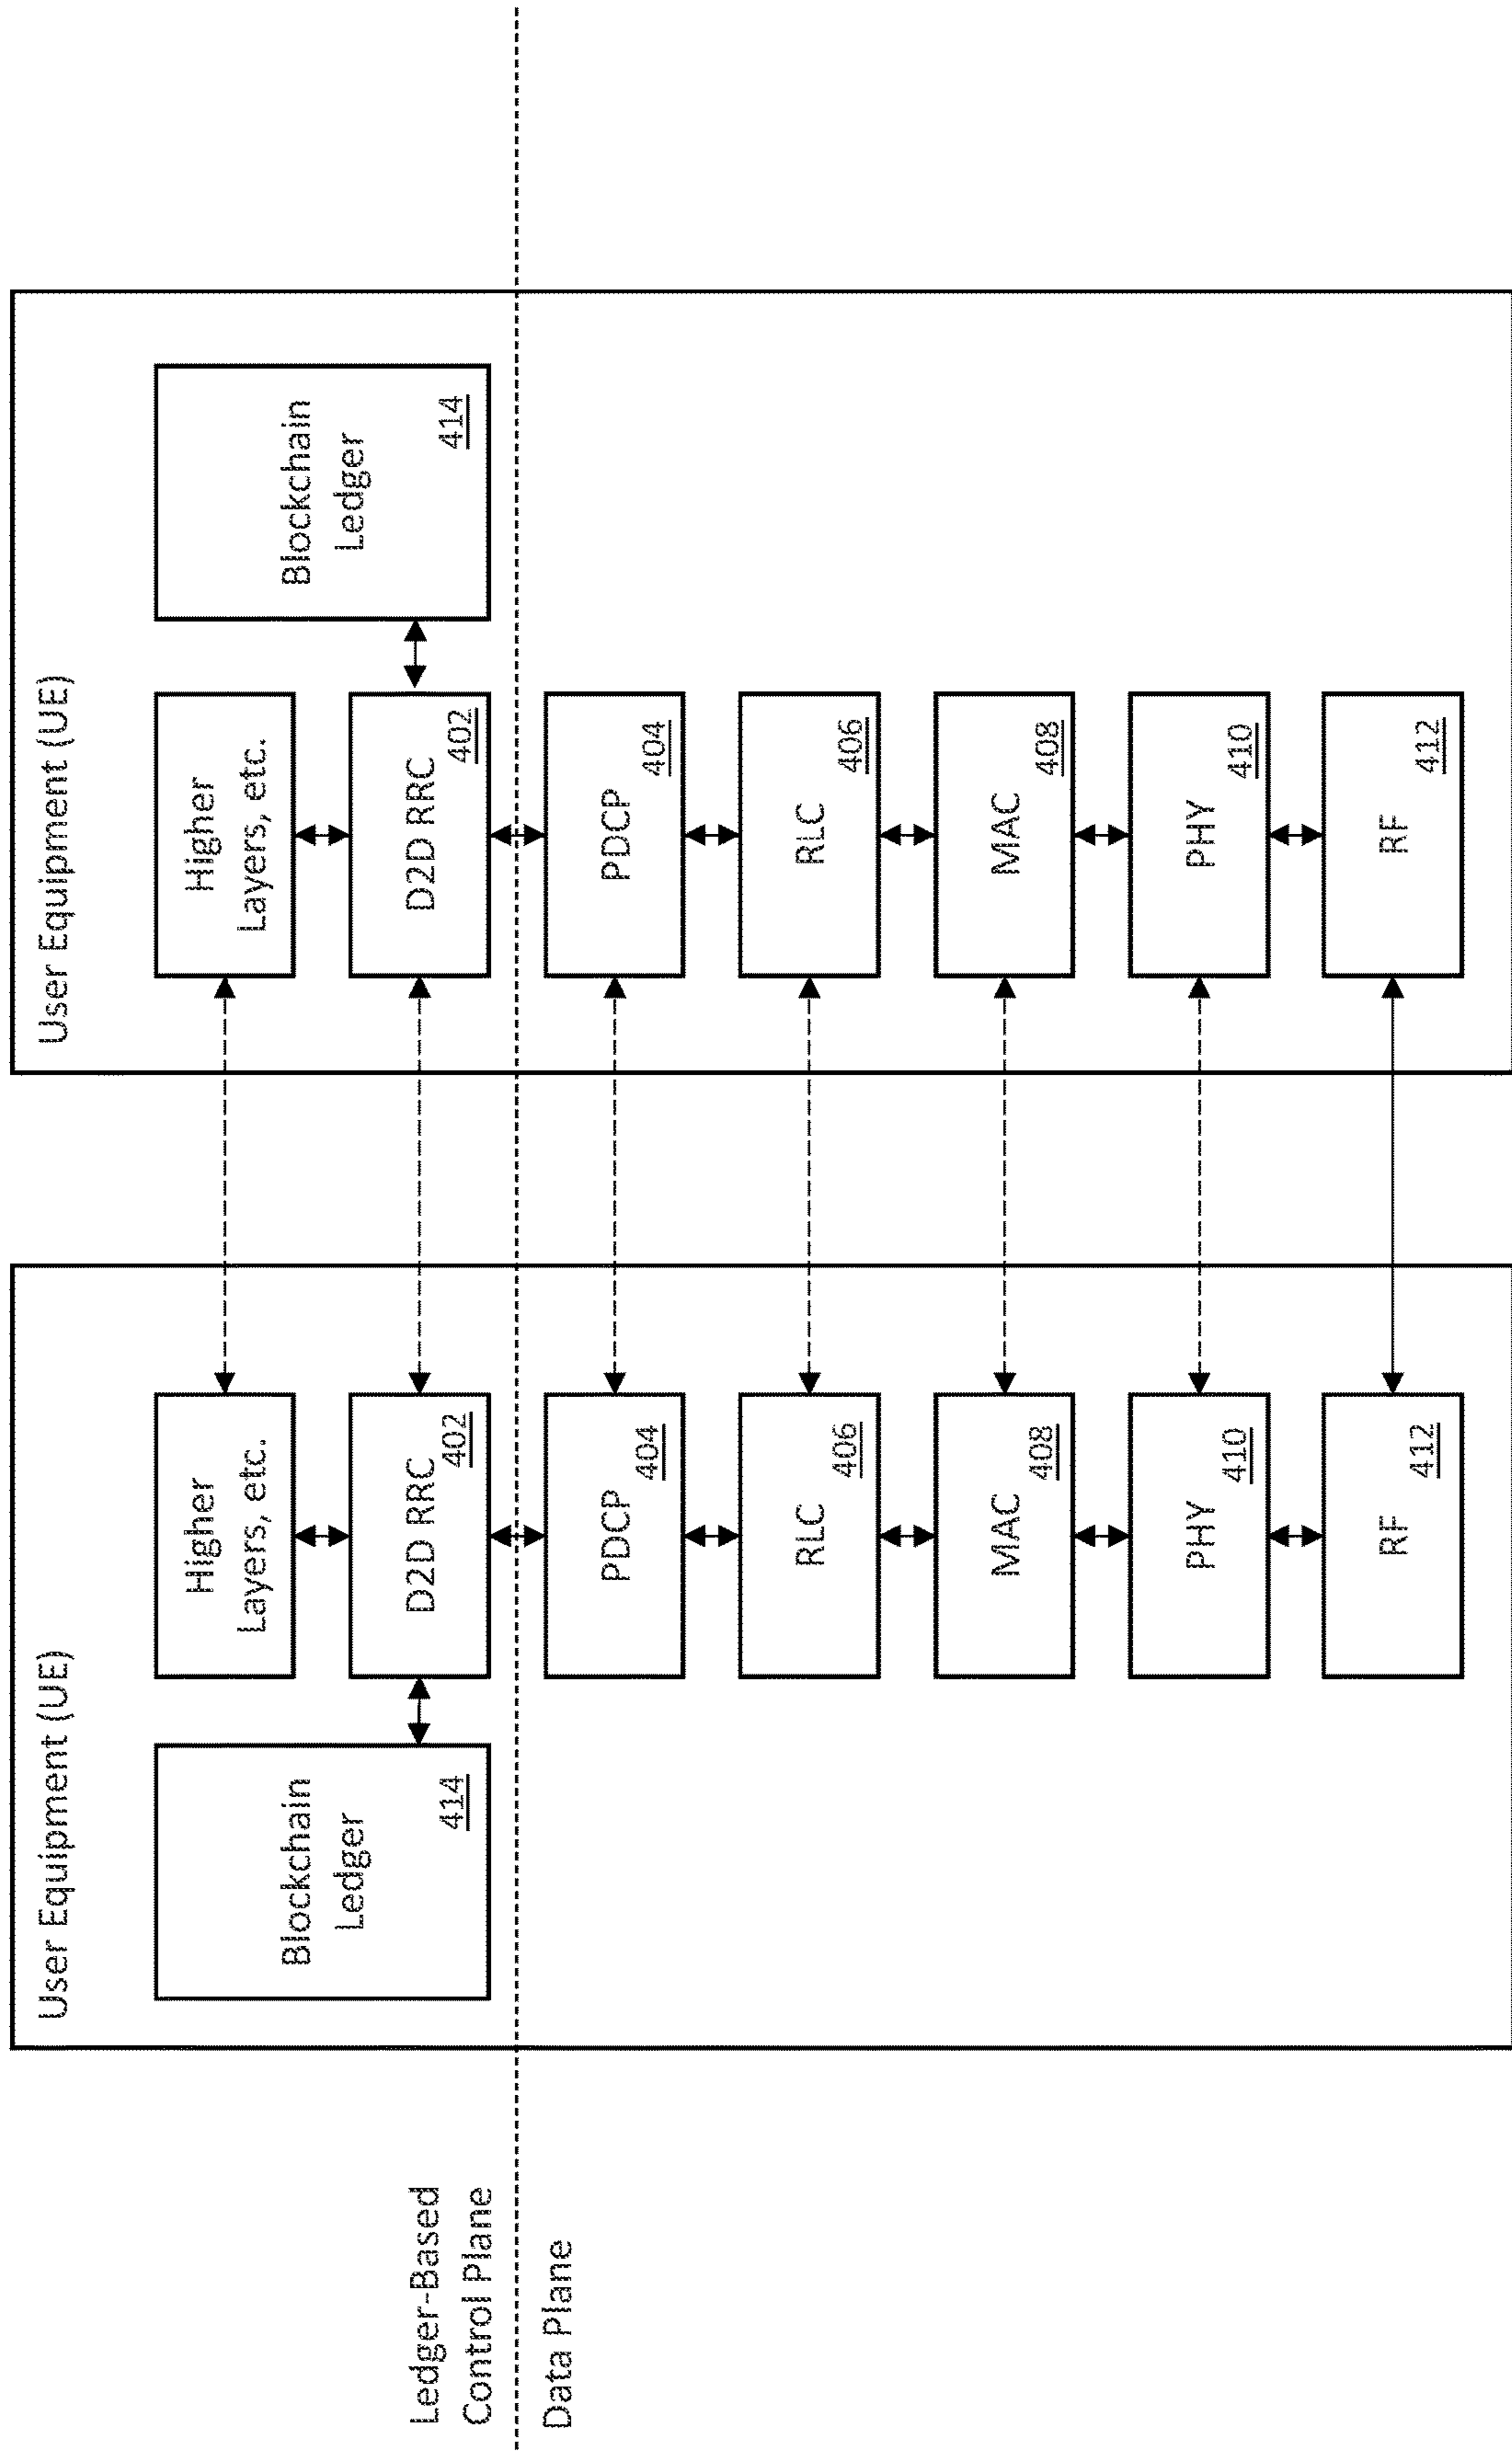 User Equipment (UE)
Blockchain
Ledger
414
Higher
Layers, etc.
D2D RRC
402
PDCP
404
RLC
406
MAC
408
PHY
410
RF
412
User Equipment (UE)
Higher
Layers, etc.
D2D RRC
402
Blockchain
Ledger
414
PDCP
404
RLC
406
MAC
408
PHY
410
RF
412
Ledger-Based
Control Plane
Data Plane